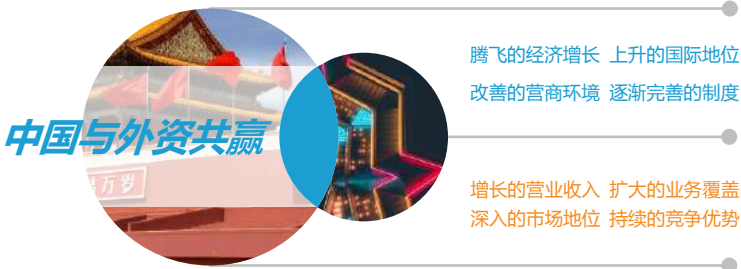 腾飞的经济增长 上升的国际地位
改善的营商环境 逐渐完善的制度
中国与外资共赢
万岁
增长的营业收入 扩大的业务覆盖
深入的市场地位 持续的竞争优势